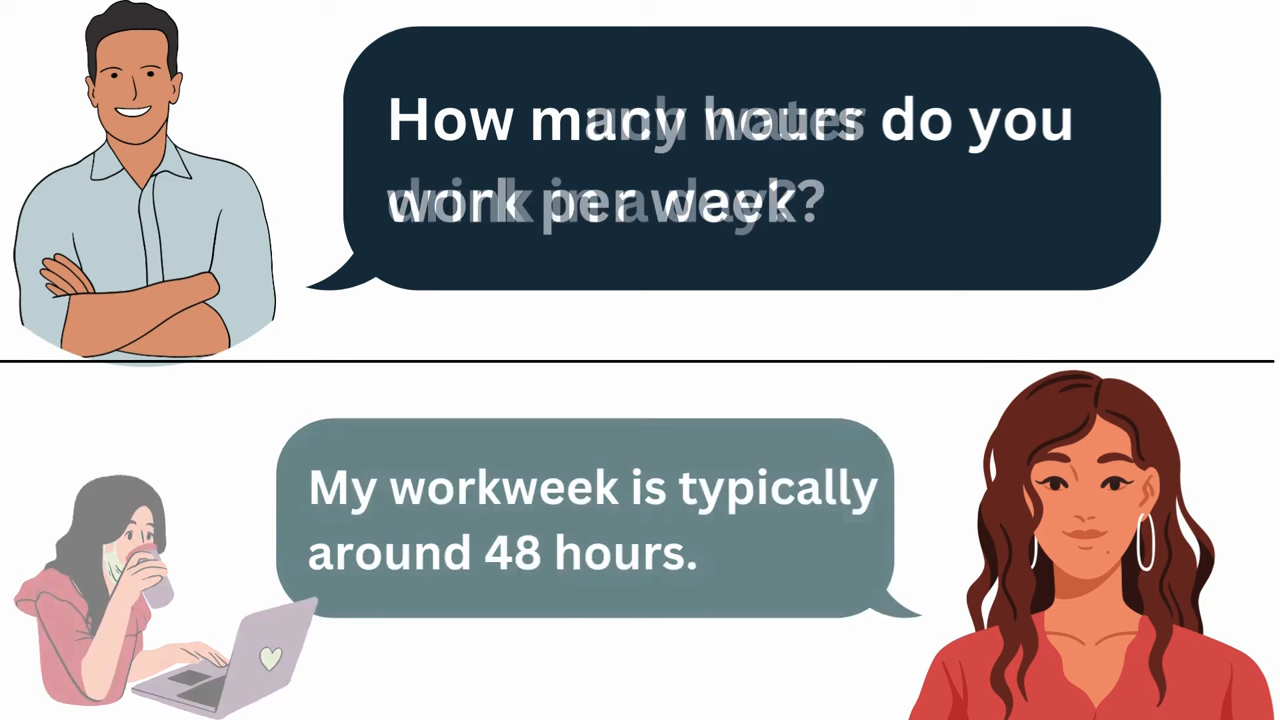 How many hours do you
work per week?
My workweek is typically
around 48 hours.